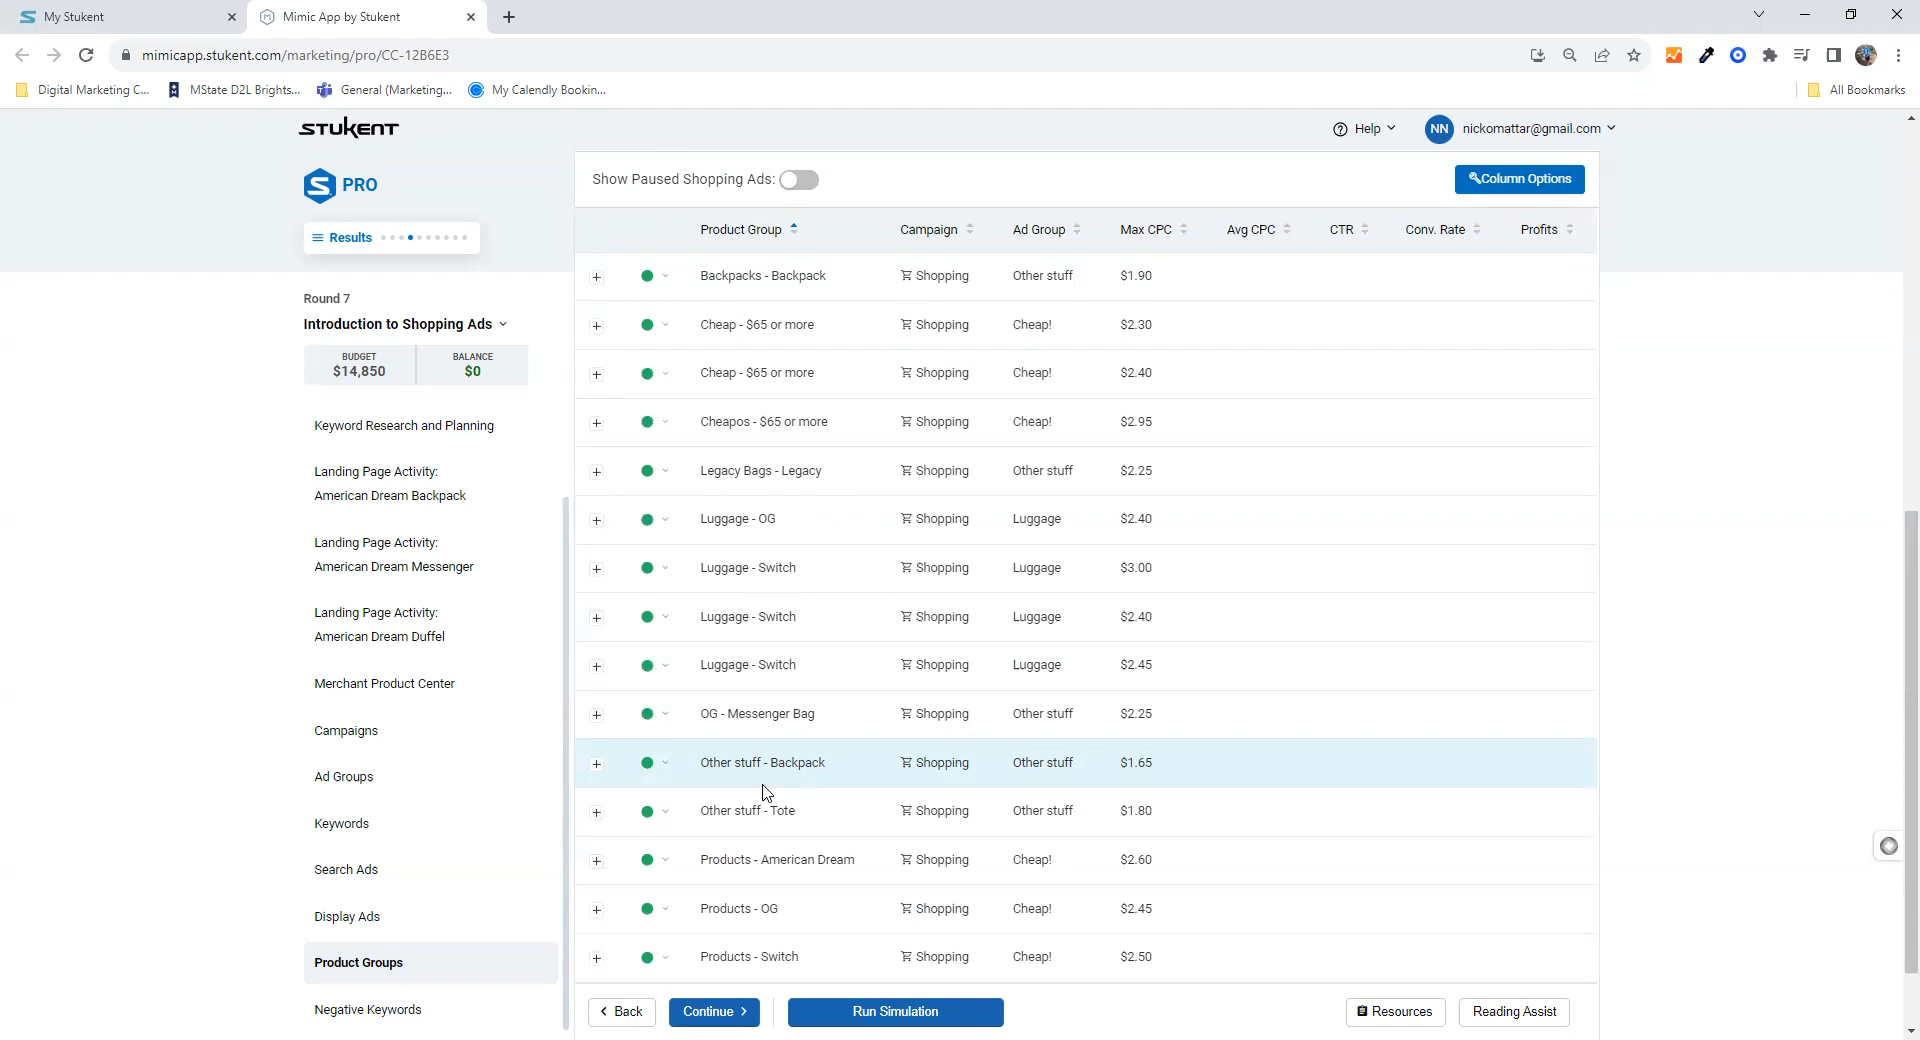 My Stukent
Mimic App by Stukent
mimicapp.stukent.com/marketing/pro/CC-12B6E3
Digital Marketing C...
MState D2L Brights...
General (Marketing...
My Calendly Bookin...
All Bookmarks
STUKENT
Help
NN
nickomattar@gmail.com
S PRO
Results
Round 7
Introduction to Shopping Ads
BUDGET
$14,850
BALANCE
$0
Keyword Research and Planning
Landing Page Activity:
American Dream Backpack
Landing Page Activity:
American Dream Messenger
Landing Page Activity:
American Dream Duffel
Merchant Product Center
Campaigns
Ad Groups
Keywords
Search Ads
Display Ads
Product Groups
Negative Keywords
Show Paused Shopping Ads:
Column Options
Product Group Campaign Ad Group Max CPC Avg CPC CTR Conv. Rate Profits
Backpacks - Backpack Shopping Other stuff $1.90
Cheap - $65 or more Shopping Cheap! $2.30
Cheap - $65 or more Shopping Cheap! $2.40
Cheapos - $65 or more Shopping Cheap! $2.95
Legacy Bags - Legacy Shopping Other stuff $2.25
Luggage - OG Shopping Luggage $2.40
Luggage - Switch Shopping Luggage $3.00
Luggage - Switch Shopping Luggage $2.40
Luggage - Switch Shopping Luggage $2.45
OG - Messenger Bag Shopping Other stuff $2.25
Other stuff - Backpack Shopping Other stuff $1.65
Other stuff - Tote Shopping Other stuff $1.80
Products - American Dream Shopping Cheap! $2.60
Products - OG Shopping Cheap! $2.45
Products - Switch Shopping Cheap! $2.50
Back
Continue
Run Simulation
Resources
Reading Assist